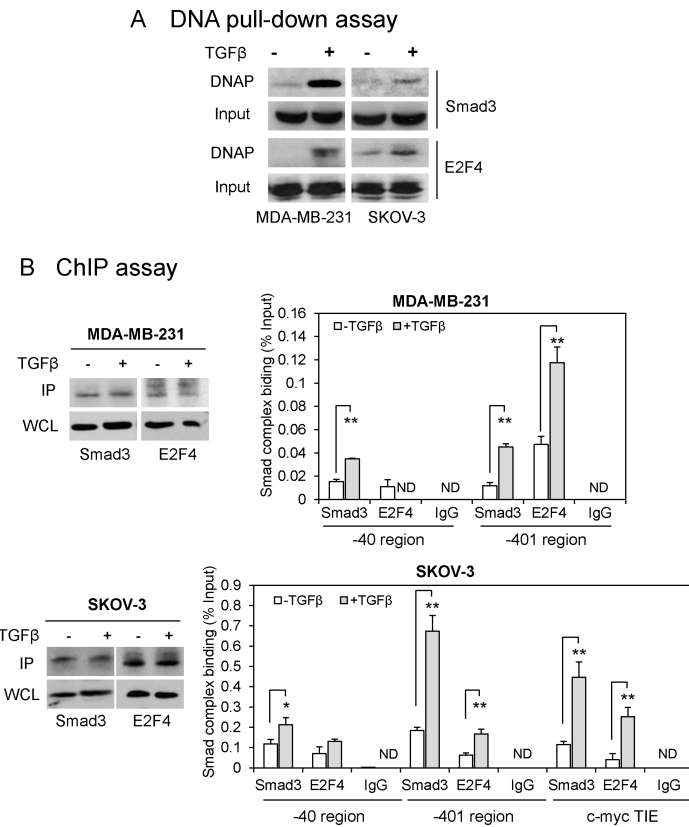 A DNA pull-down assay
TGFβ - + - +
DNAP
Input
Smad3
DNAP
Input
E2F4
MDA-MB-231 SKOV-3
B ChIP assay
MDA-MB-231
TGFβ - + - +
IP
WCL
Smad3 E2F4
MDA-MB-231
Smad complex biding (% Input)
0.16
0.14
0.12
0.1
0.08
0.06
0.04
0.02
0
-TGFβ +TGFβ
**
ND
ND
**
**
ND
Smad3 E2F4 IgG Smad3 E2F4 IgG
-40 region -401 region
SKOV-3
TGFβ - + - +
IP
WCL
Smad3 E2F4
SKOV-3
Smad complex binding (% Input)
0.9
0.8
0.7
0.6
0.5
0.4
0.3
0.2
0.1
0
-TGFβ +TGFβ
*
ND
**
**
ND
**
**
ND
Smad3 E2F4 IgG Smad3 E2F4 IgG Smad3 E2F4 IgG
-40 region -401 region c-myc TIE